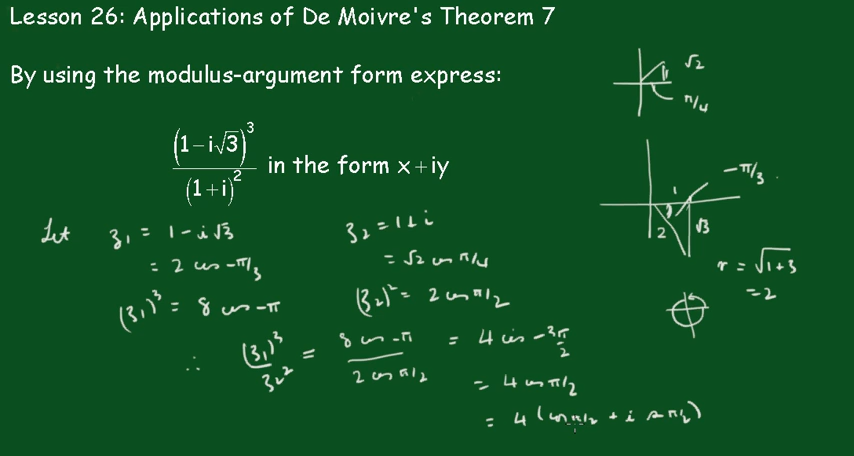 Lesson 26: Applications of De Moivre's Theorem 7
By using the modulus-argument form express:
(1-i√3)^3 / (1+i)^2 in the form x+iy
Let z1 = 1 - i√3
= 2 cis -π/3
(z1)^3 = 8 cis -π
z2 = 1+i
= √2 cis π/4
(z2)^2 = 2 cis π/2
∴ (z1)^3 / z2^2 = 8 cis -π / 2 cis π/2 = 4 cis -3π/2
= 4 cis π/2
= 4 (cos π/2 + i s π/2)
√2
1
π/4
-π/3
1
2
√3
r = √1+3
= 2